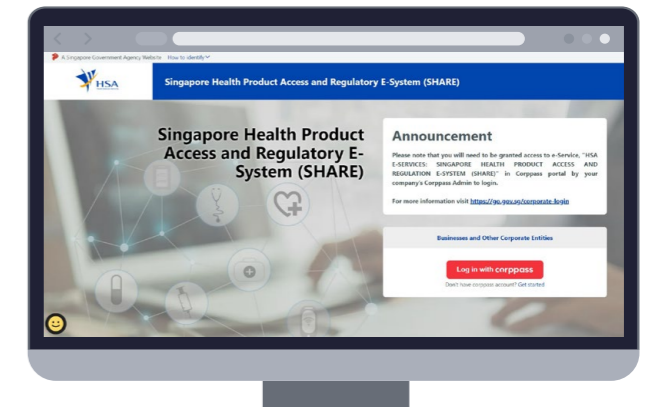 A Singapore Government Agency Website How to identify
HSA
Singapore Health Product Access and Regulatory E-System (SHARE)
Singapore Health Product
Access and Regulatory E-
System (SHARE)
Announcement
Please note that you will need to be granted access to e-Service, "HSA
E-SERVICES: SINGAPORE HEALTH PRODUCT ACCESS AND
REGULATION E-SYSTEM (SHARE)" in Corppass portal by your
company's Corppass Admin to login.
For more information visit https://go.gov.sg/corporate-login
Businesses and Other Corporate Entities
Log in with corppass
Don't have corppass account? Get started